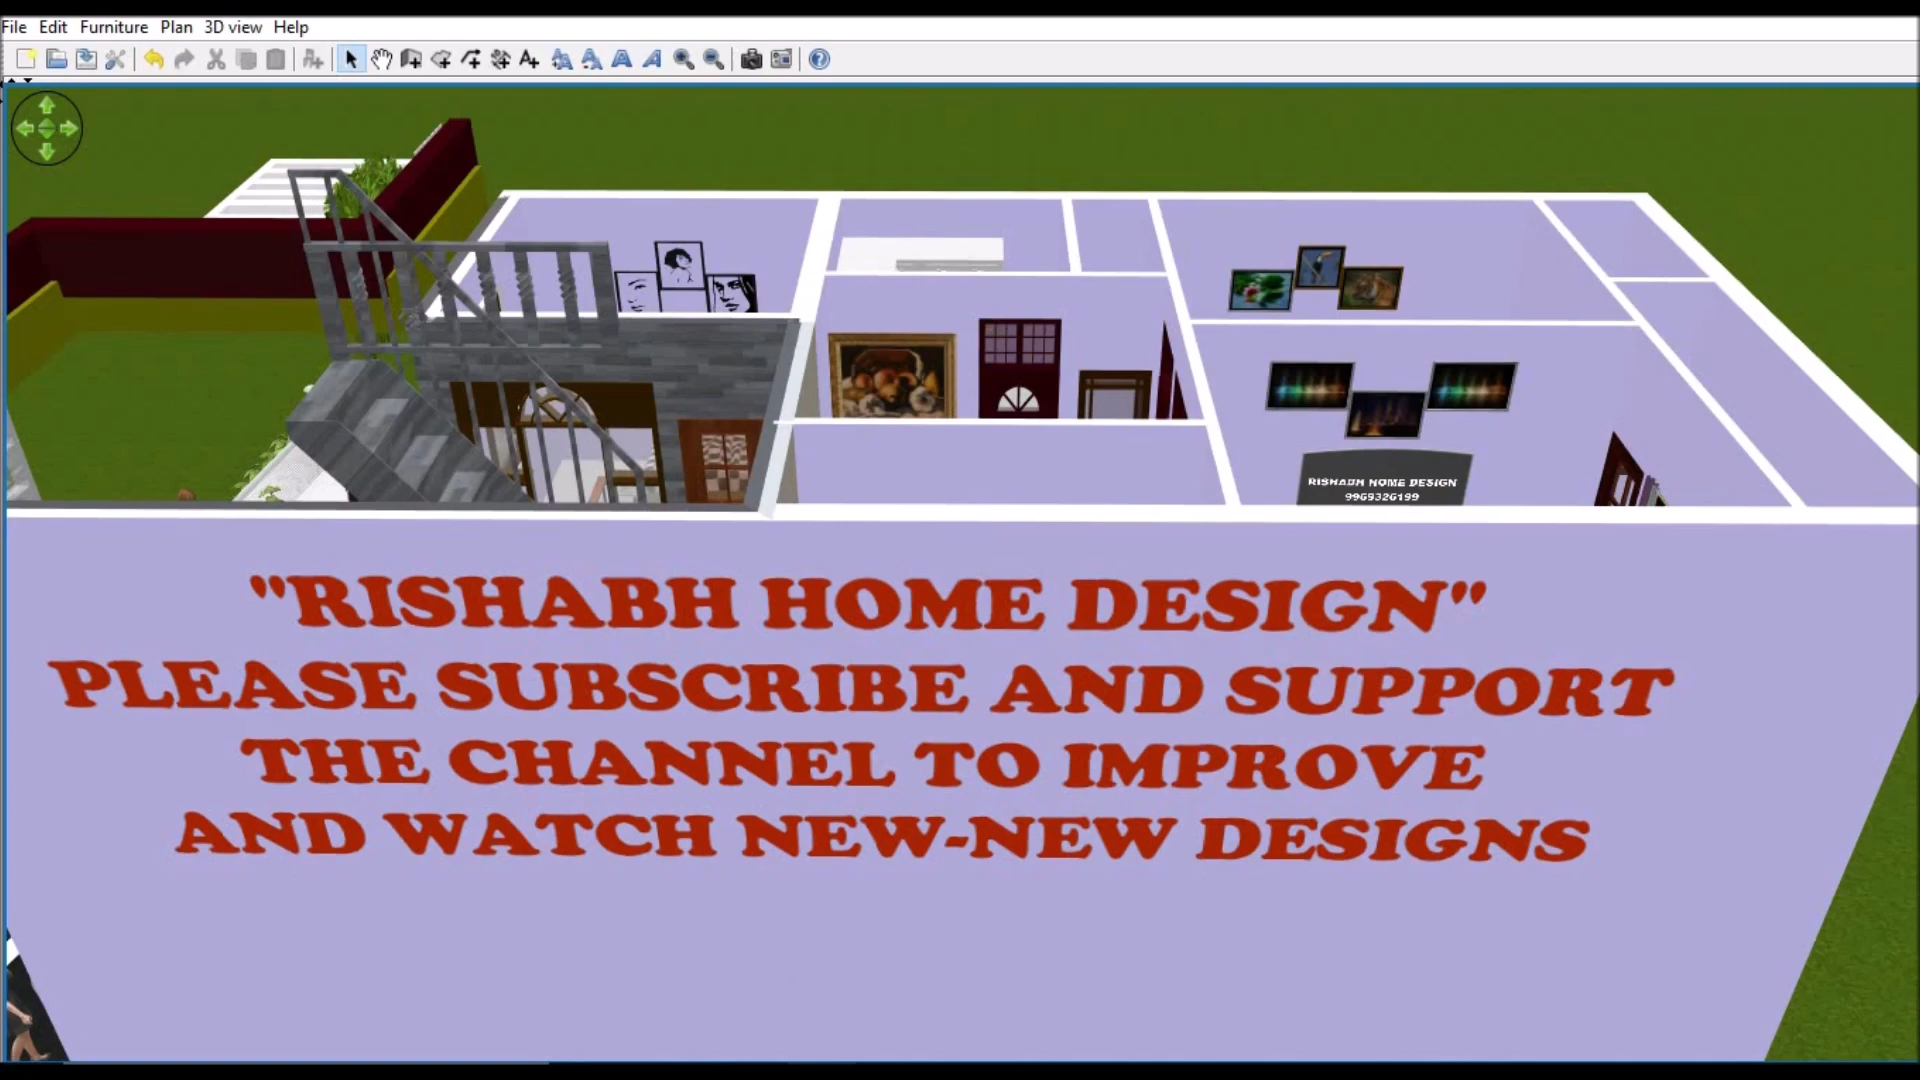 File Edit Furniture Plan 3D view Help
RISHABH HOME DESIGN
9969326199
"RISHABH HOME DESIGN"
PLEASE SUBSCRIBE AND SUPPORT
THE CHANNEL TO IMPROVE
AND WATCH NEW-NEW DESIGNS